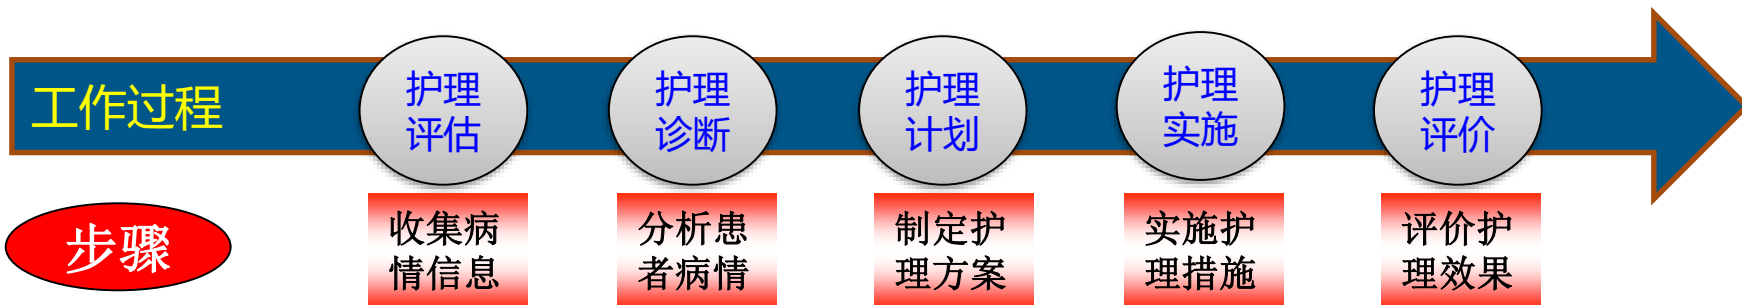 工作过程
护理
评估
护理
诊断
护理
计划
护理
实施
护理
评价
步骤
收集病
情信息
分析患
者病情
制定护
理方案
实施护
理措施
评价护
理效果